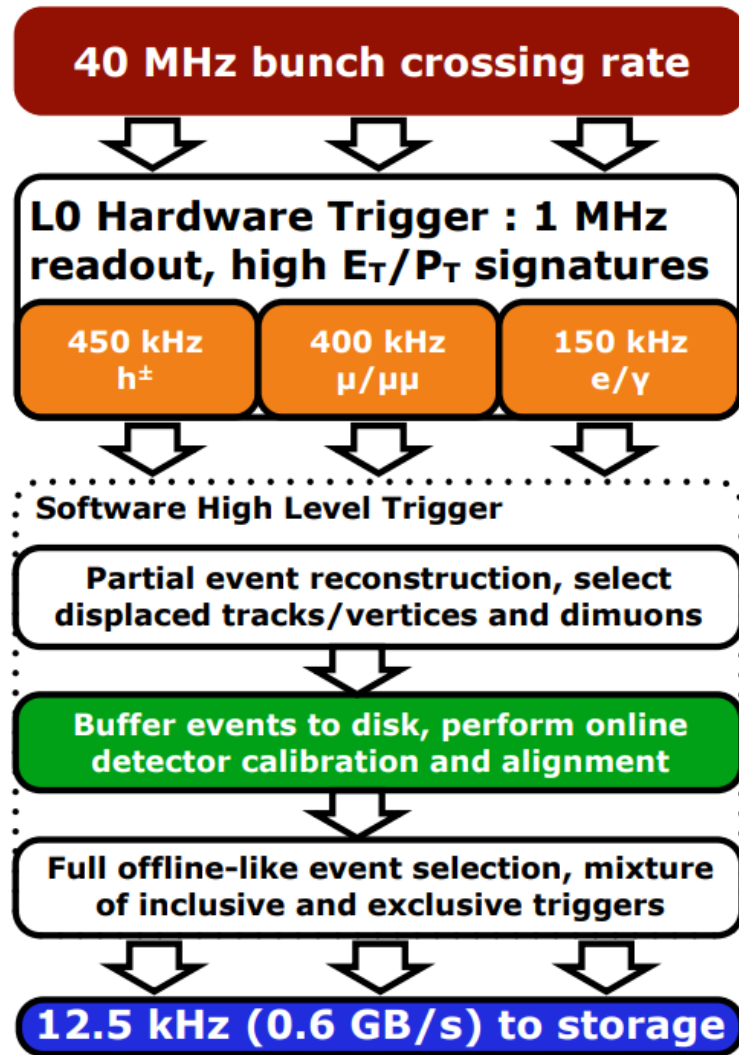 40 MHz bunch crossing rate
L0 Hardware Trigger : 1 MHz
readout, high Eᴛ/Pᴛ signatures
450 kHz
h±
400 kHz
μ/μμ
150 kHz
e/γ
Software High Level Trigger
Partial event reconstruction, select
displaced tracks/vertices and dimuons
Buffer events to disk, perform online
detector calibration and alignment
Full offline-like event selection, mixture
of inclusive and exclusive triggers
12.5 kHz (0.6 GB/s) to storage